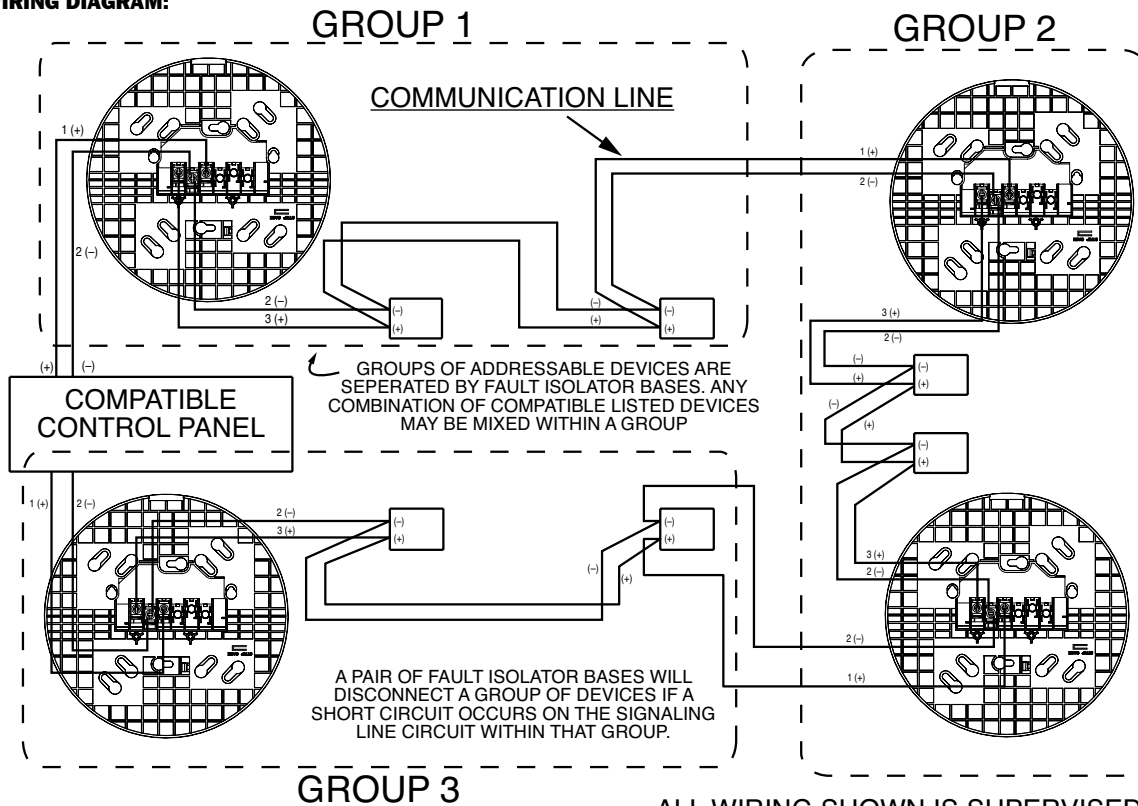 WIRING DIAGRAM:
GROUP 1
GROUP 2
COMMUNICATION LINE
1 (+)
2 (–)
2 (–)
3 (+)
(–)
(+)
(–)
(+)
(–)
(+)
1 (+)
2 (–)
3 (+)
2 (–)
(–)
(+)
(–)
(+)
(–)
(+)
(–)
(+)
3 (+)
2 (–)
(+)
(–)
GROUPS OF ADDRESSABLE DEVICES ARE
SEPERATED BY FAULT ISOLATOR BASES. ANY
COMBINATION OF COMPATIBLE LISTED DEVICES
MAY BE MIXED WITHIN A GROUP
COMPATIBLE
CONTROL PANEL
1 (+)
2 (–)
2 (–)
3 (+)
(–)
(+)
(–)
(+)
(–)
(+)
2 (–)
1 (+)
A PAIR OF FAULT ISOLATOR BASES WILL
DISCONNECT A GROUP OF DEVICES IF A
SHORT CIRCUIT OCCURS ON THE SIGNALING
LINE CIRCUIT WITHIN THAT GROUP.
GROUP 3
ALL WIRING SHOWN IS SUPERVISED